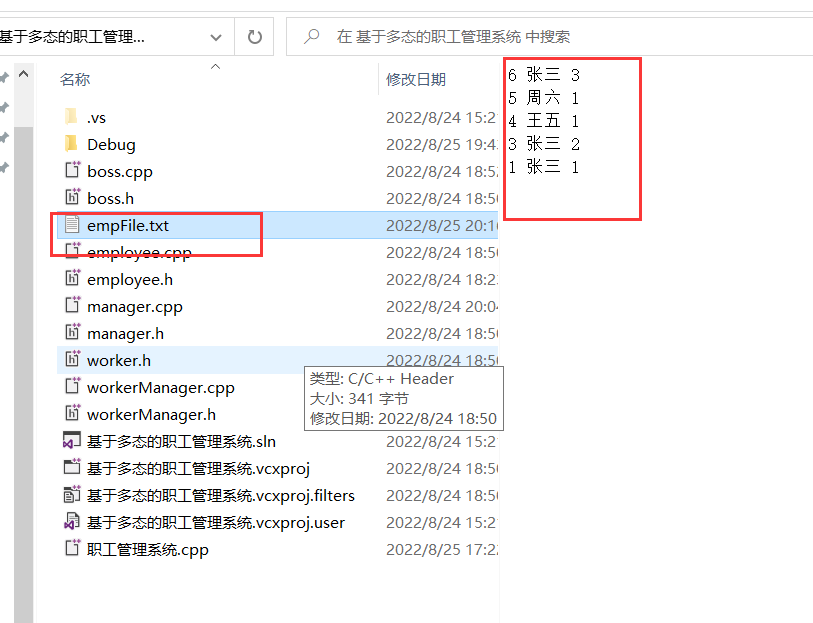 基于多态的职工管理...
在 基于多态的职工管理系统 中搜索
名称 修改日期
.vs 2022/8/24 15:2
Debug 2022/8/25 19:4
boss.cpp 2022/8/24 18:5
boss.h 2022/8/24 18:5
empFile.txt 2022/8/25 20:1
employee.cpp 2022/8/24 18:5
employee.h 2022/8/24 18:2
manager.cpp 2022/8/24 20:0
manager.h 2022/8/24 18:5
worker.h 2022/8/24 18:5
workerManager.cpp
workerManager.h
类型: C/C++ Header
大小: 341 字节
修改日期: 2022/8/24 18:50
基于多态的职工管理系统.sln 2022/8/24 15:2
基于多态的职工管理系统.vcxproj 2022/8/24 18:5
基于多态的职工管理系统.vcxproj.filters 2022/8/24 18:5
基于多态的职工管理系统.vcxproj.user 2022/8/24 15:2
职工管理系统.cpp 2022/8/25 17:2
6 张三 3
5 周六 1
4 王五 1
3 张三 2
1 张三 1